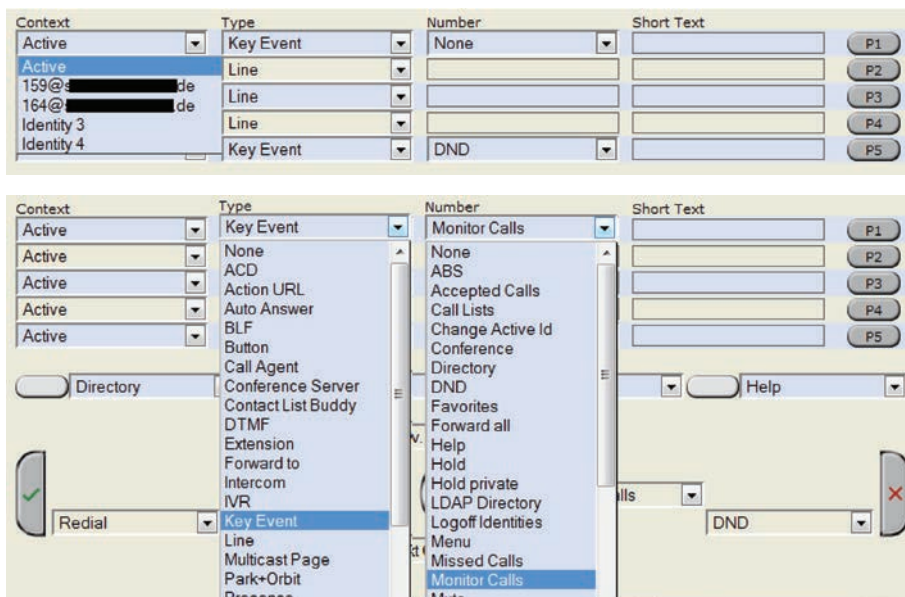 Context Type Number Short Text
Active Key Event None P1
Active Line P2
159@s de
164@ .de Line P3
Identity 3 Line P4
Identity 4 Key Event DND P5
Context Type Number Short Text
Active Key Event Monitor Calls P1
Active None None P2
Active ACD ABS P3
Active Action URL Accepted Calls P4
Active Auto Answer Call Lists P5
BLF Change Active Id
Button Conference
Call Agent Directory
Directory Conference Server DND Help
Contact List Buddy Favorites
DTMF Forward all
Extension Help
Forward to Hold
Intercom Hold private
IVR LDAP Directory
Redial Key Event Logoff Identities DND
Line Menu
Multicast Page Missed Calls
Park+Orbit Monitor Calls